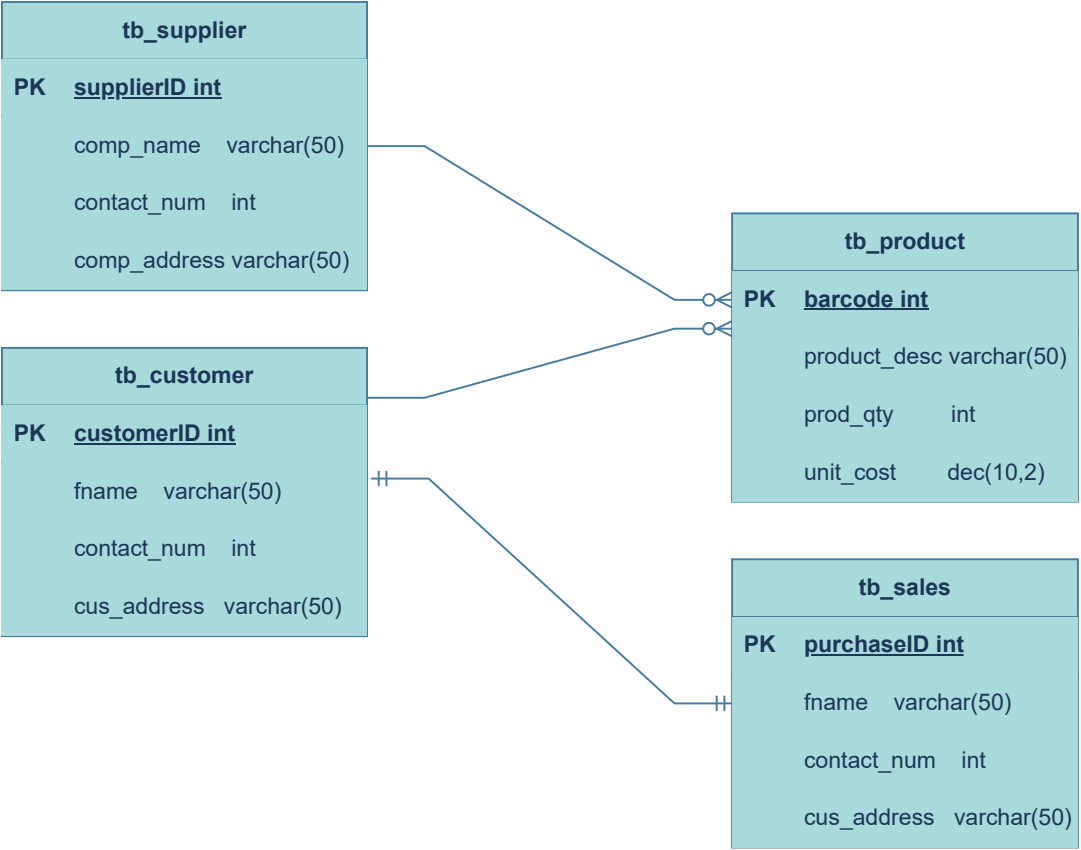 tb_supplier
PK supplierID int
comp_name varchar(50)
contact_num int
comp_address varchar(50)
tb_customer
PK customerID int
fname varchar(50)
contact_num int
cus_address varchar(50)
tb_product
PK barcode int
product_desc varchar(50)
prod_qty int
unit_cost dec(10,2)
tb_sales
PK purchaseID int
fname varchar(50)
contact_num int
cus_address varchar(50)